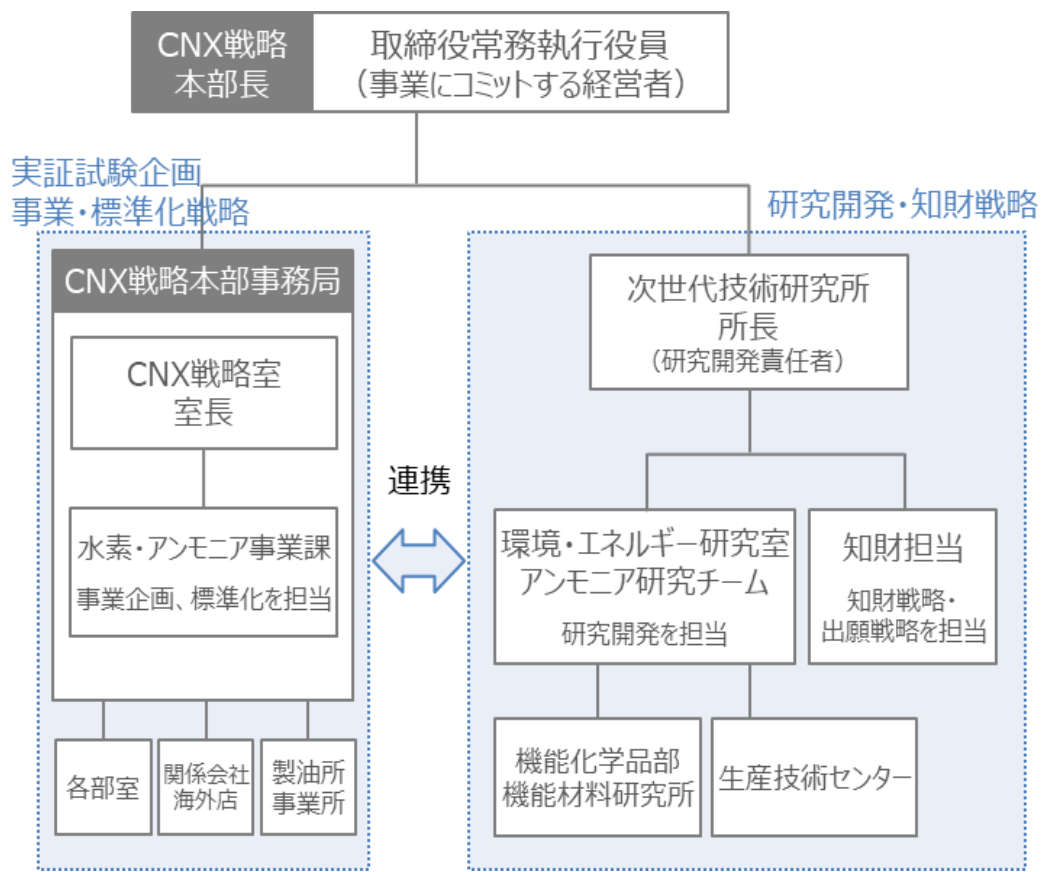 CNX戦略
本部長
取締役常務執行役員
（事業にコミットする経営者）
実証試験企画
事業・標準化戦略
CNX戦略本部事務局
CNX戦略室
室長
水素・アンモニア事業課
事業企画、標準化を担当
各部室
関係会社
海外店
製油所
事業所
連携
研究開発・知財戦略
次世代技術研究所
所長
（研究開発責任者）
環境・エネルギー研究室
アンモニア研究チーム
研究開発を担当
知財担当
知財戦略・
出願戦略を担当
機能化学品部
機能材料研究所
生産技術センター